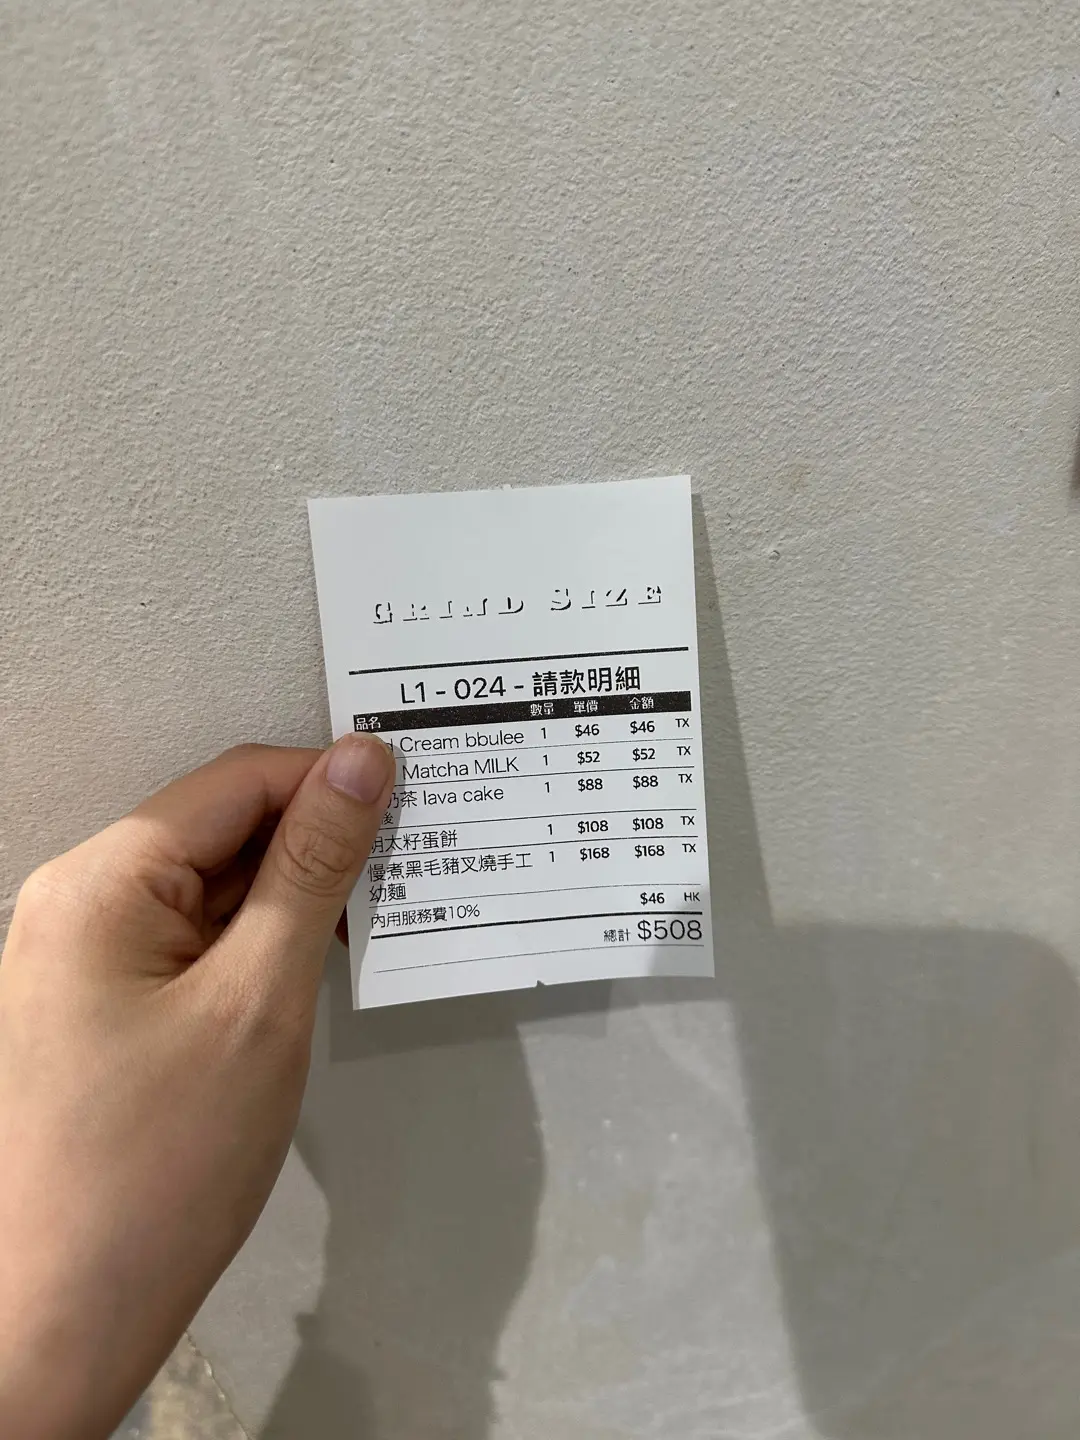 GRIND SIZE
L1 - 024 - 請款明細
品名 數量 單價 金額
Cream bbulee 1 $46 $46 TX
Matcha MILK 1 $52 $52 TX
奶茶 lava cake 1 $88 $88 TX
後
明太籽蛋餅 1 $108 $108 TX
慢煮黑毛豬叉燒手工 1 $168 $168 TX
幼麵
內用服務費10% $46 HK
總計 $508